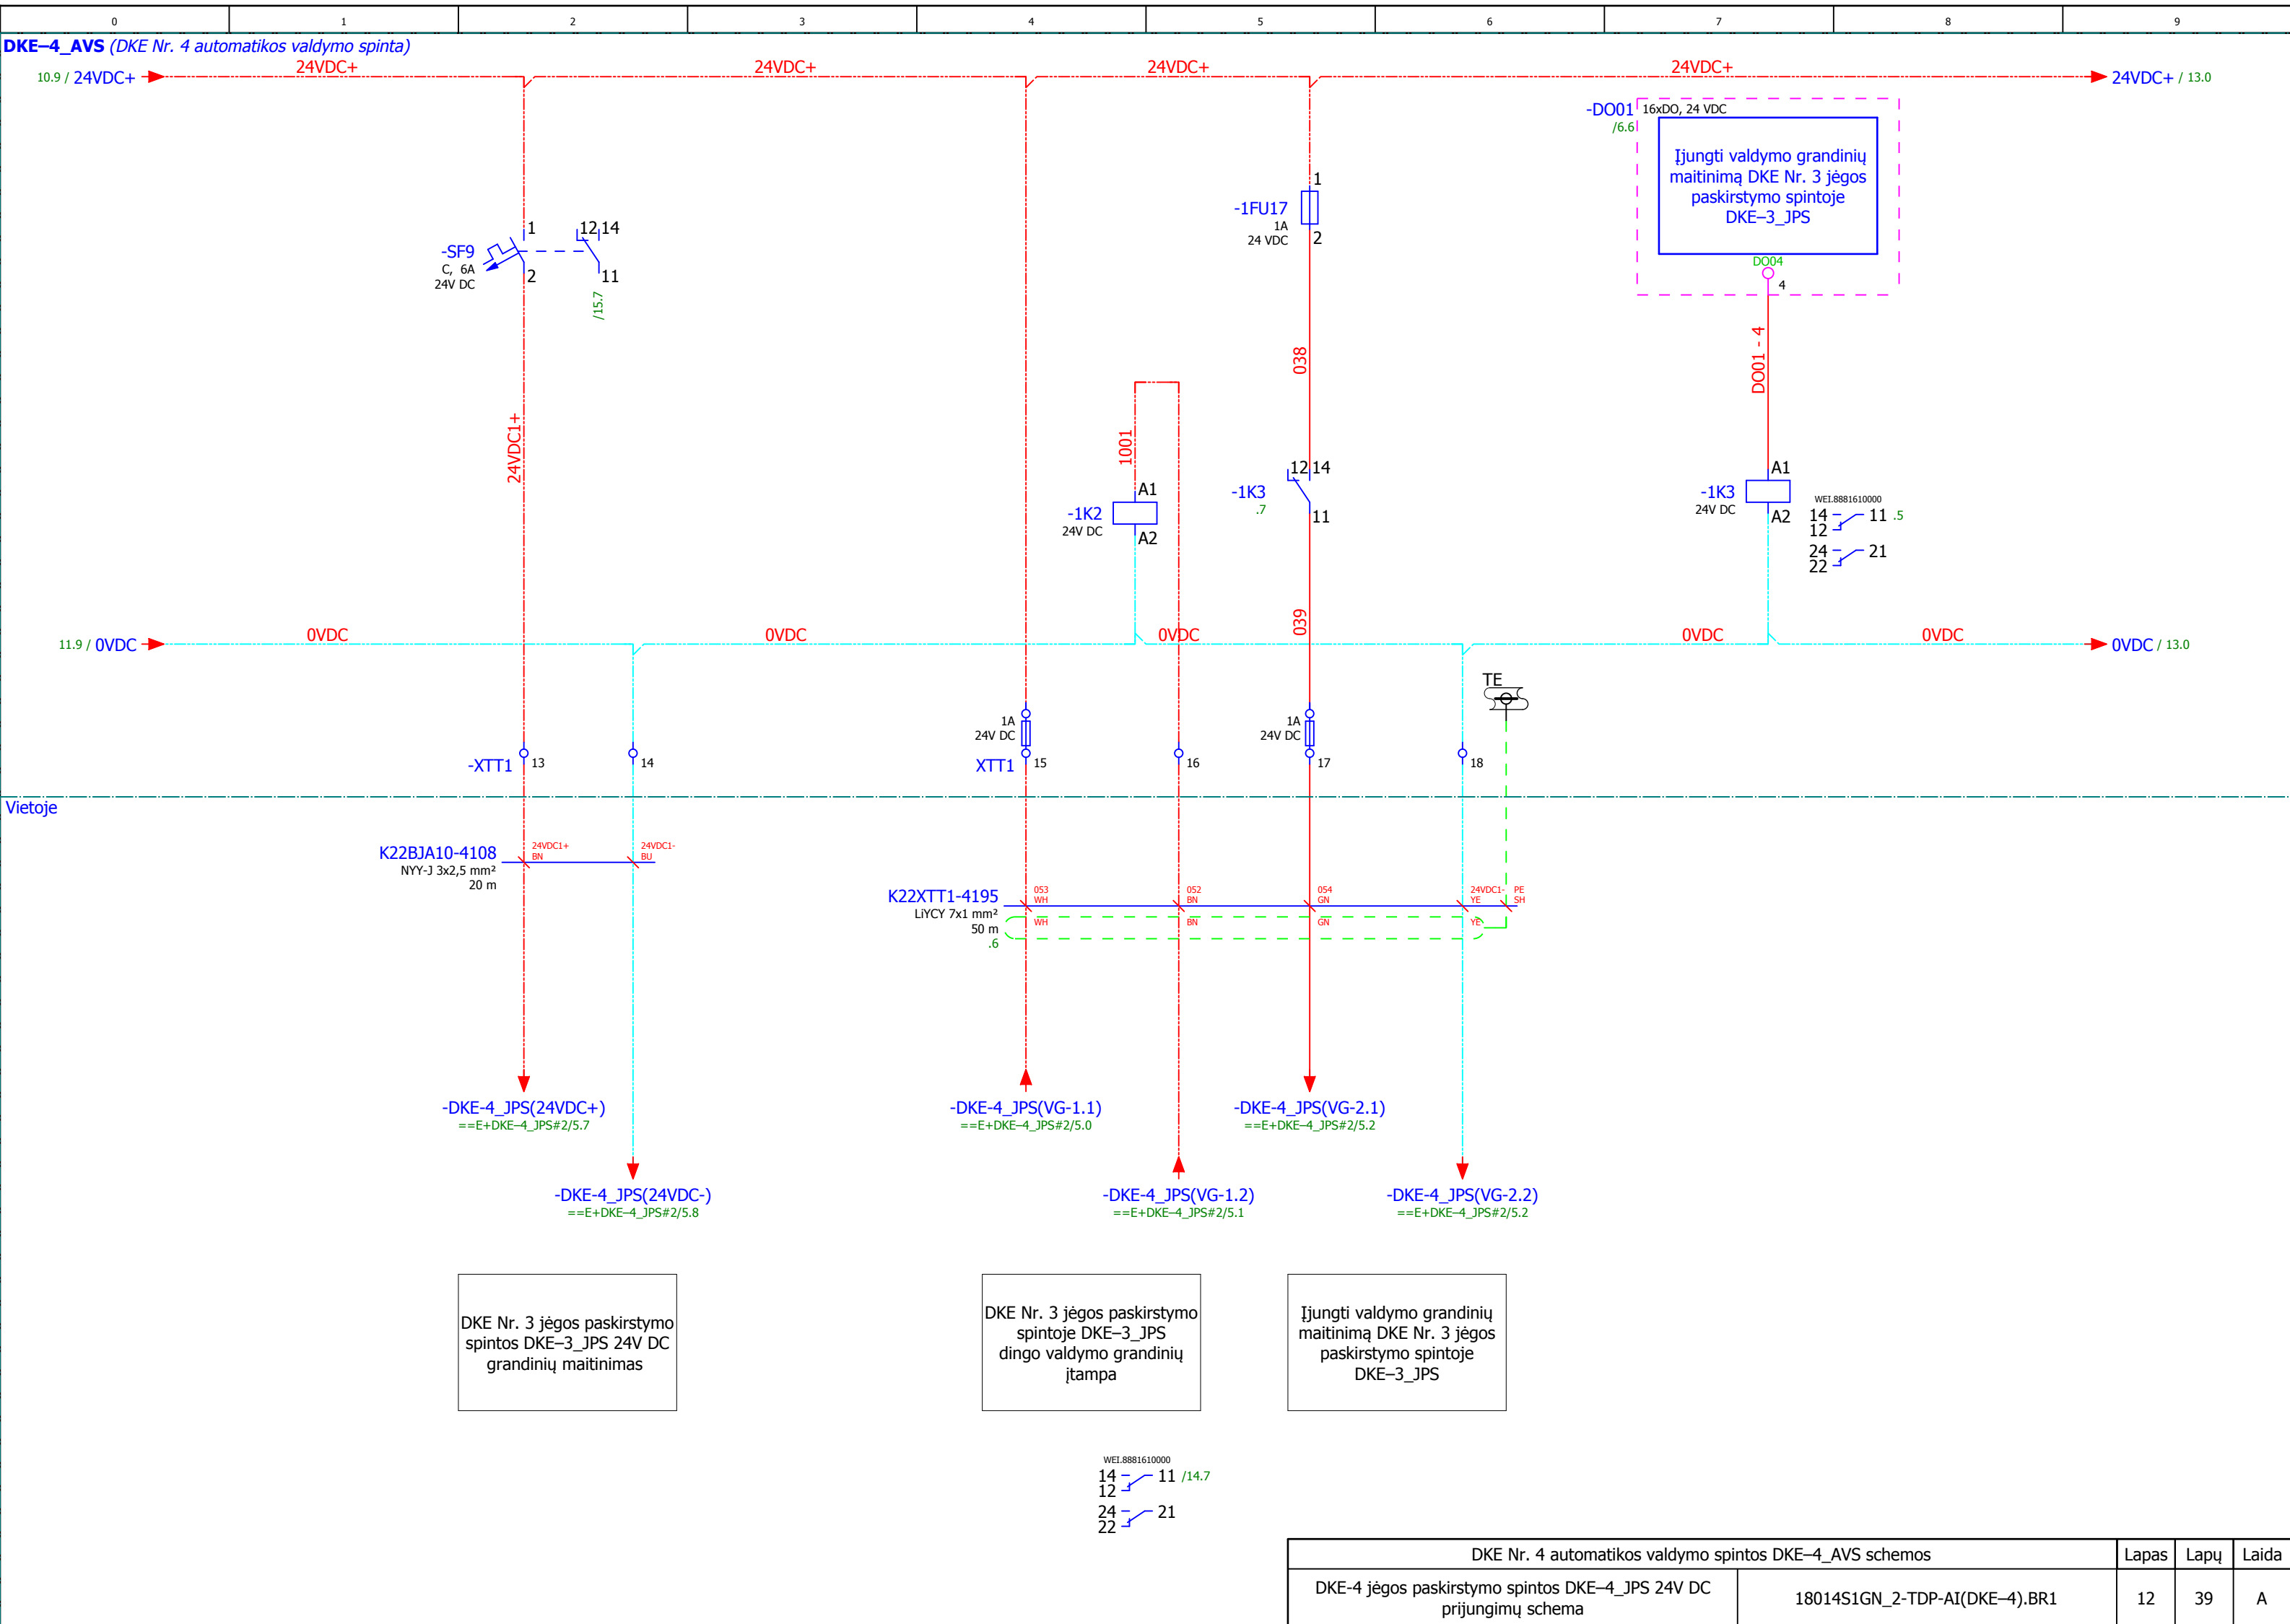 0 1 2 3 4 5 6 7 8 9
DKE–4_AVS (DKE Nr. 4 automatikos valdymo spinta)
24VDC+ 24VDC+ 24VDC+ 24VDC+
10.9 / 24VDC+
24VDC+ / 13.0
-DO01 16xDO, 24 VDC
/6.6
Įjungti valdymo grandinių
maitinimą DKE Nr. 3 jėgos
paskirstymo spintoje
DKE–3_JPS
DO04
4
1
-1FU17
1A
24 VDC
2
1
12 14
-SF9
C, 6A
24V DC
2
11
/15.7
038
DO01 - 4
24VDC1+
1001
A1
-1K2
24V DC
A2
12 14
-1K3
.7
11
A1
-1K3
24V DC
A2
WEI.8881610000
14 11 .5
12
24 21
22
039
11.9 / 0VDC
0VDC 0VDC 0VDC 0VDC 0VDC
0VDC / 13.0
TE
1A
24V DC
1A
24V DC
-XTT1 13 14 XTT1 15 16 17 18
Vietoje
K22BJA10-4108
NYY-J 3x2,5 mm²
20 m
24VDC1+
BN
24VDC1-
BU
K22XTT1-4195
LiYCY 7x1 mm²
50 m
.6
053
WH
052
BN
054
GN
24VDC1-
YE
PE
SH
WH BN GN YE
-DKE-4_JPS(24VDC+)
==E+DKE–4_JPS#2/5.7
-DKE-4_JPS(VG-1.1)
==E+DKE–4_JPS#2/5.0
-DKE-4_JPS(VG-2.1)
==E+DKE–4_JPS#2/5.2
-DKE-4_JPS(24VDC-)
==E+DKE–4_JPS#2/5.8
-DKE-4_JPS(VG-1.2)
==E+DKE–4_JPS#2/5.1
-DKE-4_JPS(VG-2.2)
==E+DKE–4_JPS#2/5.2
DKE Nr. 3 jėgos paskirstymo
spintos DKE–3_JPS 24V DC
grandinių maitinimas
DKE Nr. 3 jėgos paskirstymo
spintoje DKE–3_JPS
dingo valdymo grandinių
įtampa
Įjungti valdymo grandinių
maitinimą DKE Nr. 3 jėgos
paskirstymo spintoje
DKE–3_JPS
WEI.8881610000
14 11 /14.7
12
24 21
22
DKE Nr. 4 automatikos valdymo spintos DKE–4_AVS schemos
Lapas Lapų Laida
DKE-4 jėgos paskirstymo spintos DKE–4_JPS 24V DC
prijungimų schema
18014S1GN_2-TDP-AI(DKE–4).BR1
12 39 A